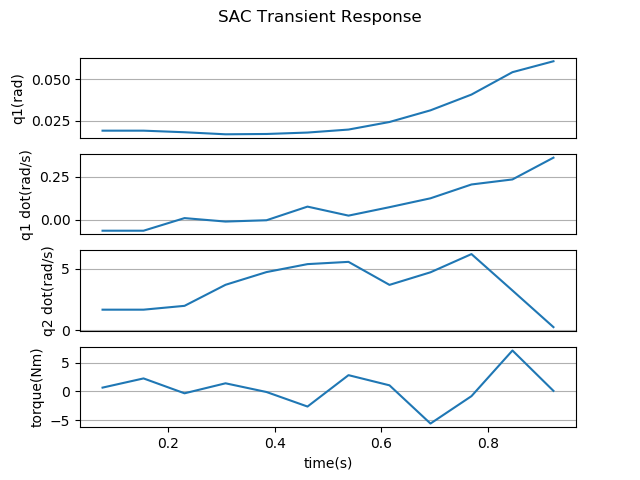 SAC Transient Response
q1(rad)
0.050
0.025
q1 dot(rad/s)
0.25
0.00
q2 dot(rad/s)
5
0
torque(Nm)
5
0
−5
0.2 0.4 0.6 0.8
time(s)